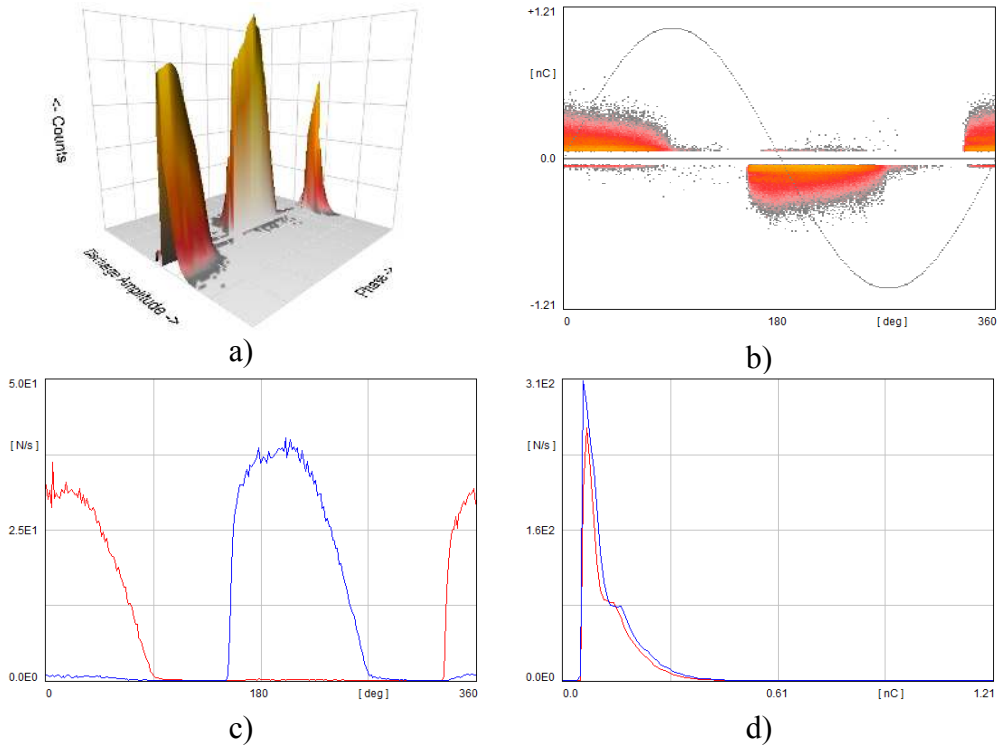 <- Counts
Discharge Amplitude ->
Phase ->
a)
+1.21
[ nC ]
0.0
-1.21
0
180
[ deg ]
360
b)
5.0E1
[ N/s ]
2.5E1
0.0E0
0
180
[ deg ]
360
c)
3.1E2
[ N/s ]
1.6E2
0.0E0
0.0
0.61
[ nC ]
1.21
d)